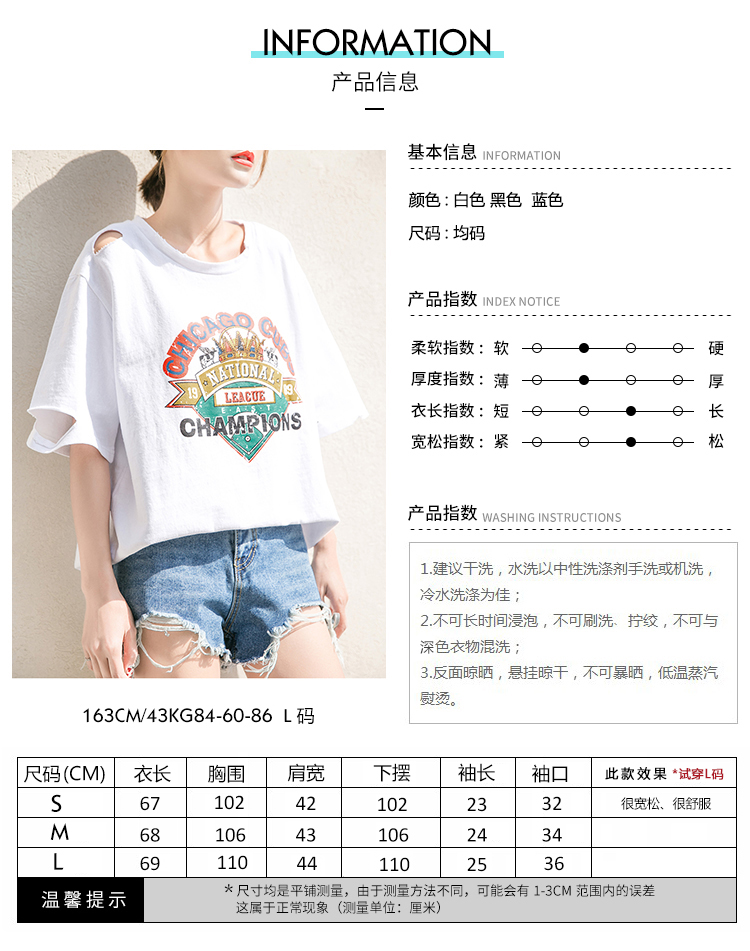 INFORMATION
产品信息
基本信息 INFORMATION
颜色 : 白色 黑色 蓝色
尺码 : 均码
产品指数 INDEX NOTICE
柔软指数 : 软 硬
厚度指数 : 薄 厚
衣长指数 : 短 长
宽松指数 : 紧 松
CHICAGO
NATIONAL
19
19
LEAGUE
EAST
CHAMPIONS
产品指数 WASHING INSTRUCTIONS
1.建议干洗，水洗以中性洗涤剂手洗或机洗，
冷水洗涤为佳；
2.不可长时间浸泡，不可刷洗、拧绞，不可与
深色衣物混洗；
3.反面晾晒，悬挂晾干，不可暴晒，低温蒸汽
熨烫。
163CM/43KG84-60-86 L 码
尺码(CM) 衣长 胸围 肩宽 下摆 袖长 袖口 此款效果 *试穿L码
S 67 102 42 102 23 32 很宽松、很舒服
M 68 106 43 106 24 34
L 69 110 44 110 25 36
温馨提示
*尺寸均是平铺测量，由于测量方法不同，可能会有 1-3CM 范围内的误差
这属于正常现象（测量单位：厘米）